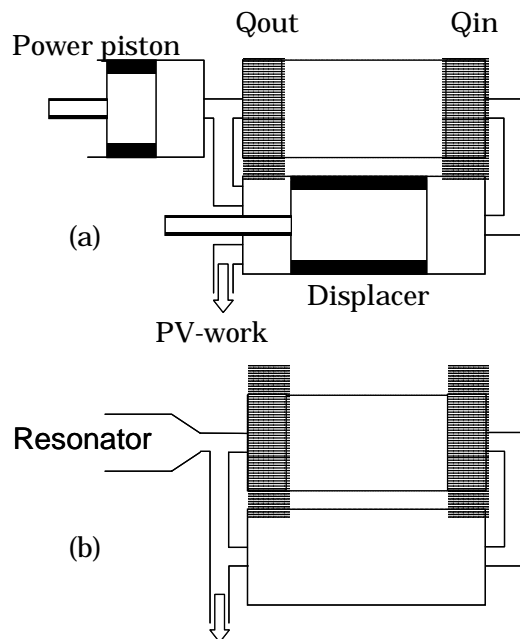 Qout
Qin
Power piston
(a)
Displacer
PV-work
Resonator
(b)